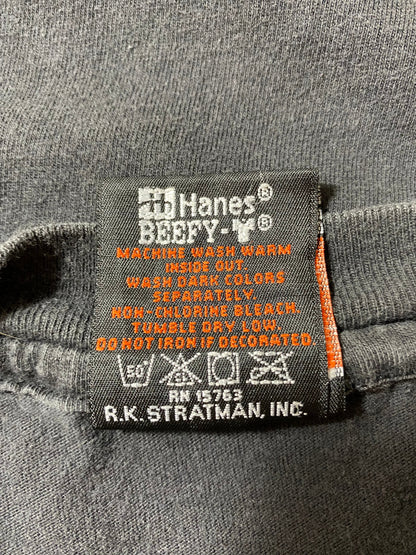 Hanes®
BEEFY-T®
MACHINE WASH WARM
INSIDE OUT.
WASH DARK COLORS
SEPARATELY.
NON-CHLORINE BLEACH.
TUMBLE DRY LOW.
DO NOT IRON IF DECORATED.
50° CL
RN 15763
R.K. STRATMAN, INC.